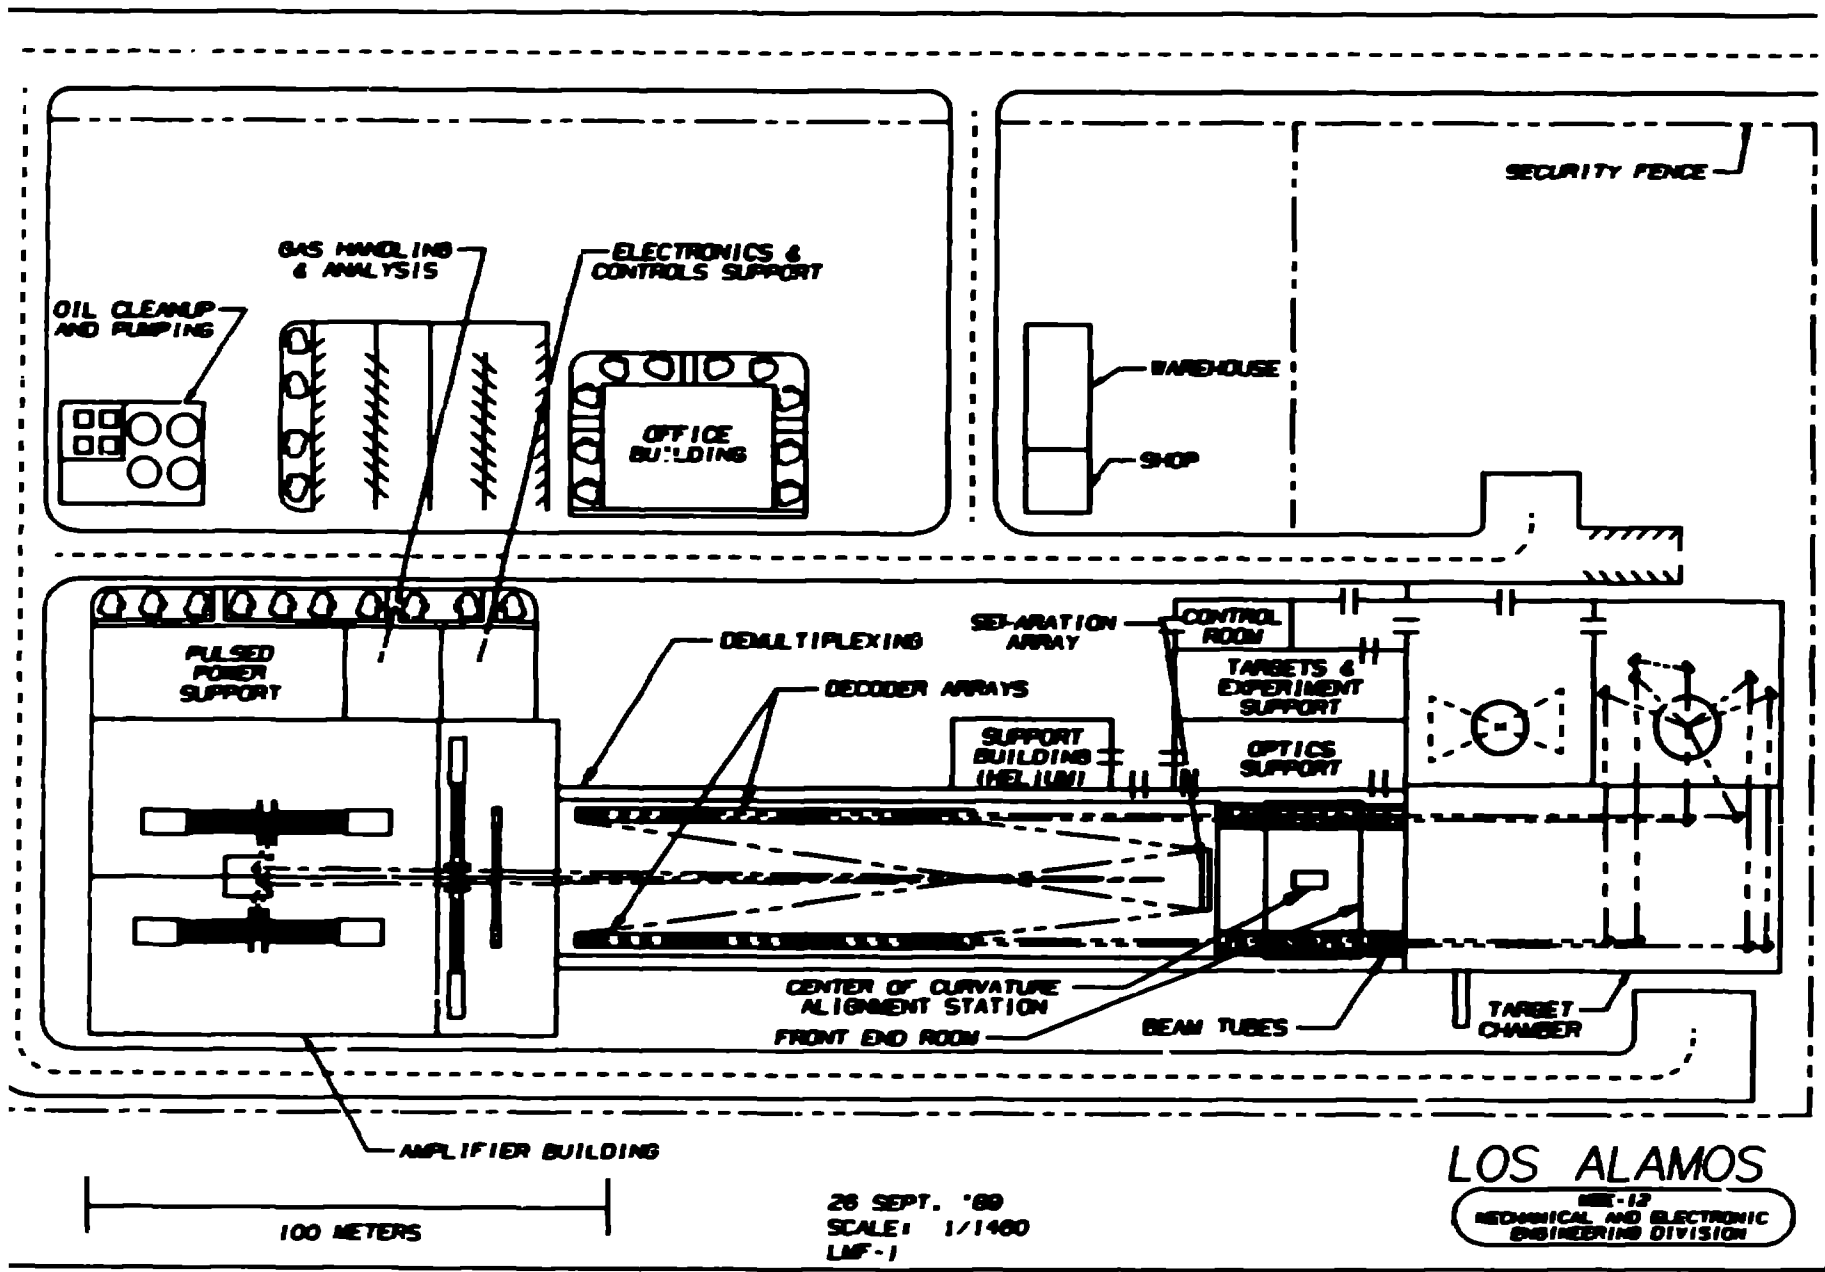 SECURITY FENCE
GAS HANDLING
& ANALYSIS
ELECTRONICS &
CONTROLS SUPPORT
OIL CLEANUP
AND PUMPING
WAREHOUSE
OFFICE
BUILDING
SHOP
PULSED
POWER
SUPPORT
DEMULTIPLEXING
DECODER ARRAYS
SEPARATION
ARRAY
CONTROL
ROOM
TARGETS &
EXPERIMENT
SUPPORT
SUPPORT
BUILDING
(HELIUM)
OPTICS
SUPPORT
CENTER OF CURVATURE
ALIGNMENT STATION
FRONT END ROOM
BEAM TUBES
TARGET
CHAMBER
AMPLIFIER BUILDING
100 METERS
26 SEPT. '89
SCALE: 1/1460
LMF-1
LOS ALAMOS
MEE-12
MECHANICAL AND ELECTRONIC
ENGINEERING DIVISION